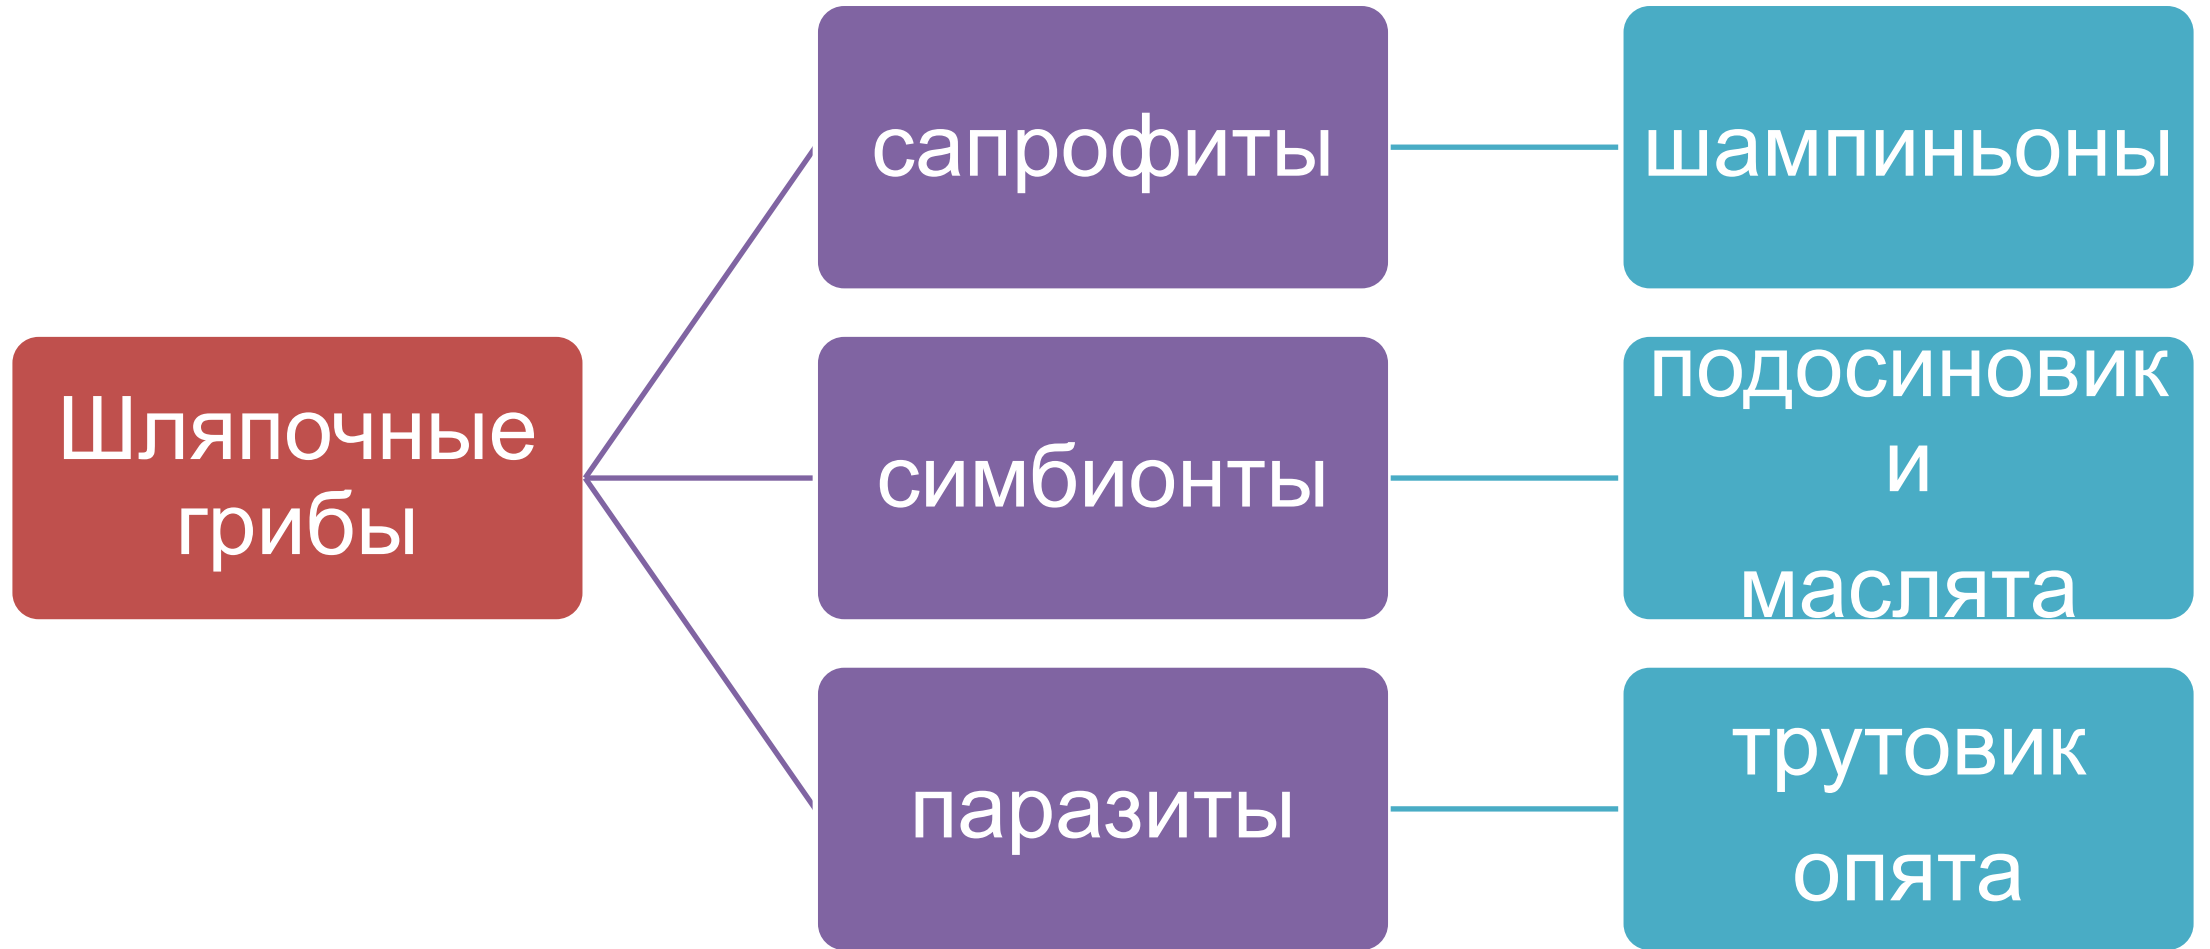 Шляпочные
грибы
сапрофиты
шампиньоны
симбионты
подосиновик
и
маслята
паразиты
трутовик
опята